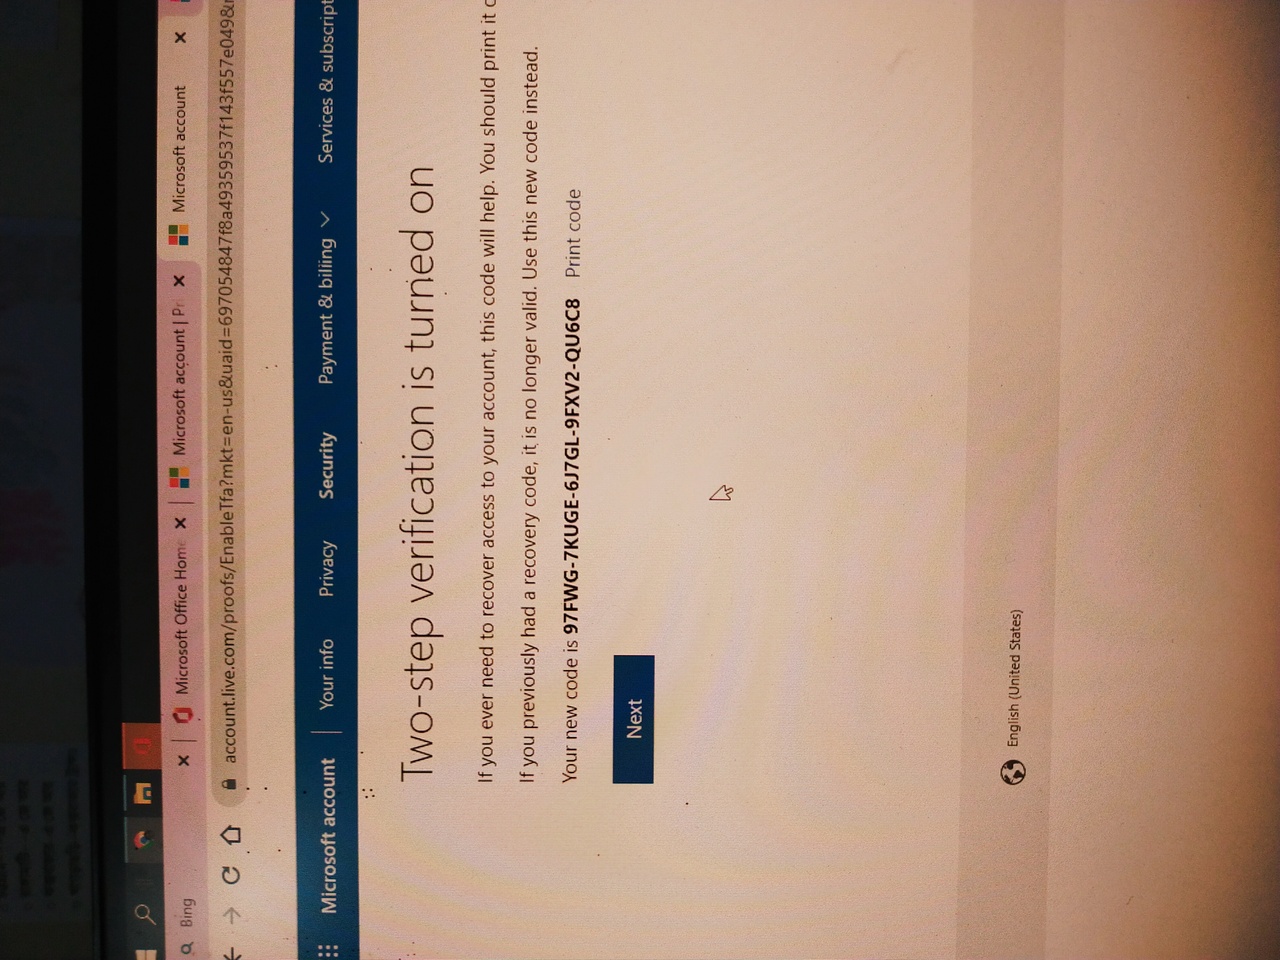 Bing
Microsoft Office Home
Microsoft account | Pr
Microsoft account
account.live.com/proofs/EnableTfa?mkt=en-us&uaid=697054847f8a49359537f143f557e049&
Microsoft account
Your info
Privacy
Security
Payment & billing
Services & subscript
Two-step verification is turned on
If you ever need to recover access to your account, this code will help. You should print it
If you previously had a recovery code, it is no longer valid. Use this new code instead.
Your new code is 97FWG-7KUGE-6J7GL-9FXV2-QU6C8 Print code
Next
English (United States)